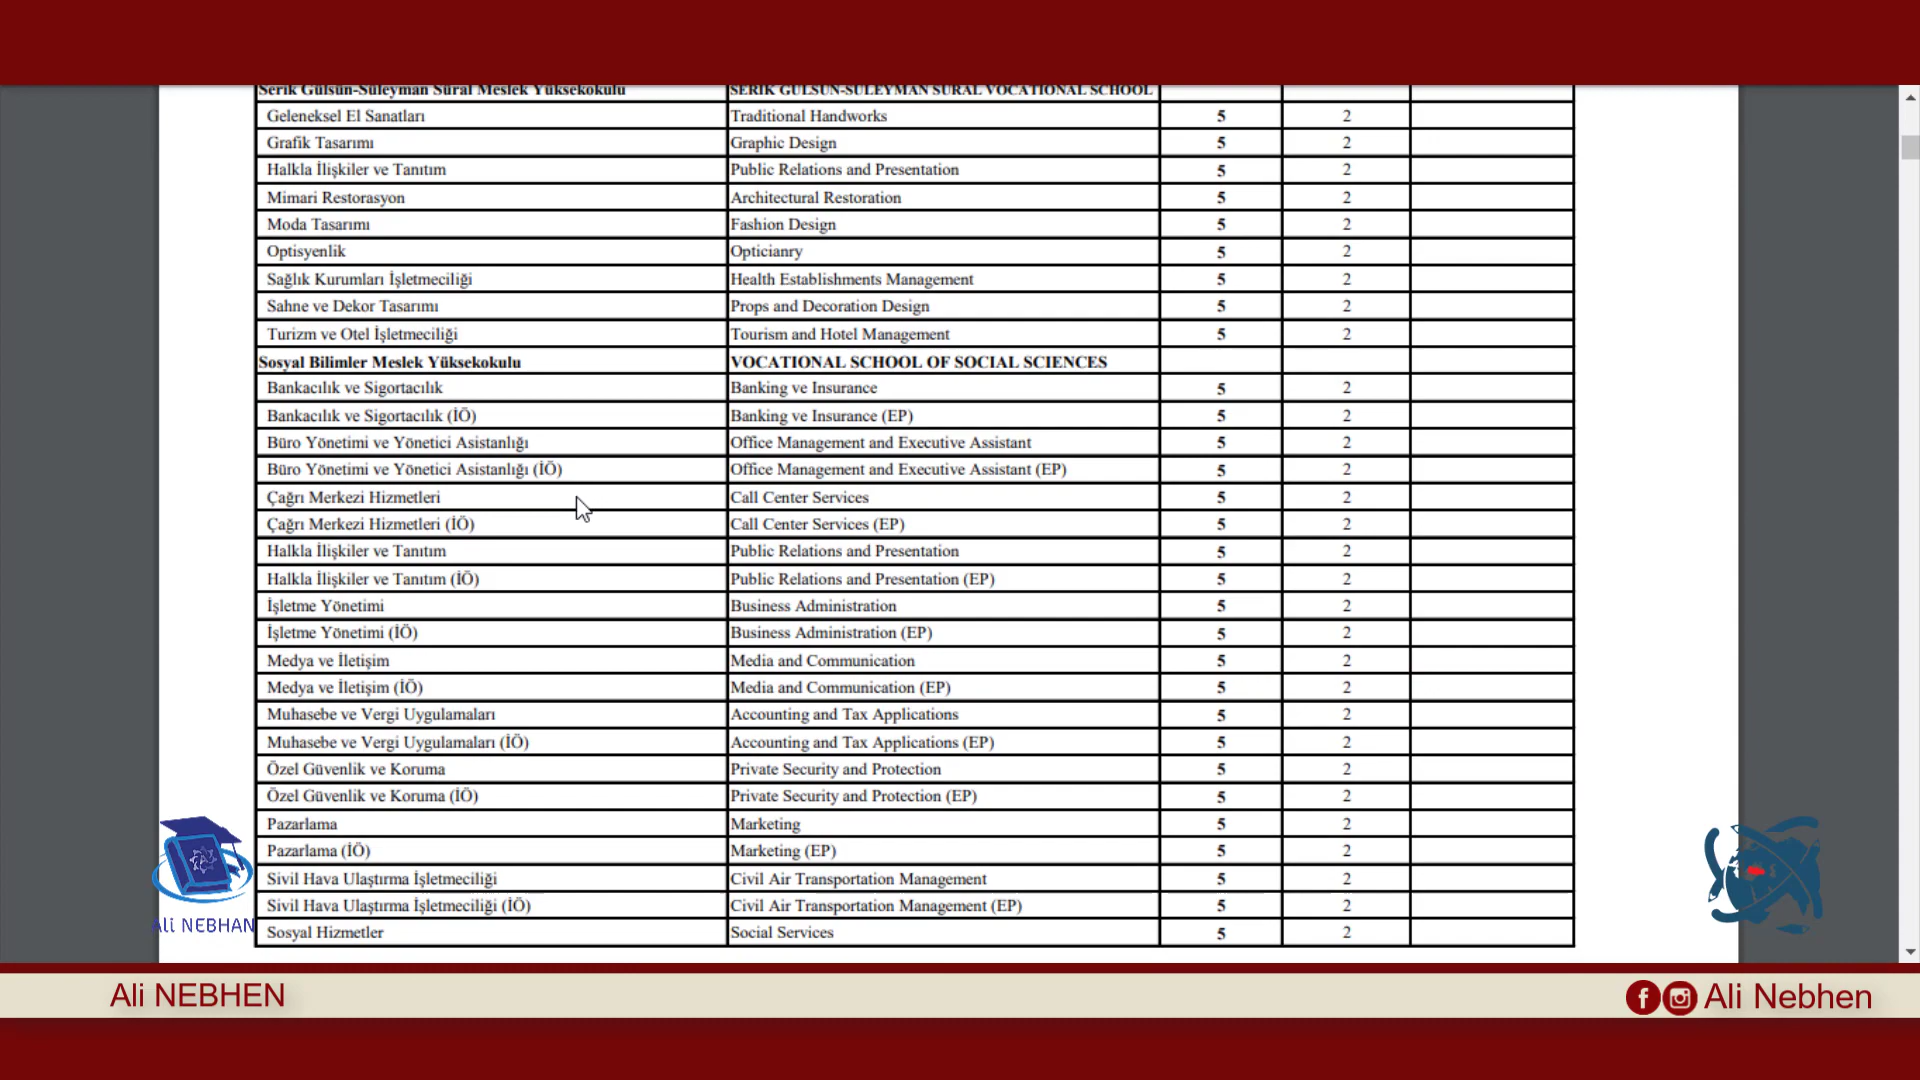 Serik Gülsün-Süleyman Süral Meslek Yüksekokulu SERİK GÜLSÜN-SÜLEYMAN SÜRAL VOCATIONAL SCHOOL
Geleneksel El Sanatları Traditional Handworks 5 2
Grafik Tasarımı Graphic Design 5 2
Halkla İlişkiler ve Tanıtım Public Relations and Presentation 5 2
Mimari Restorasyon Architectural Restoration 5 2
Moda Tasarımı Fashion Design 5 2
Optisyenlik Opticianry 5 2
Sağlık Kurumları İşletmeciliği Health Establishments Management 5 2
Sahne ve Dekor Tasarımı Props and Decoration Design 5 2
Turizm ve Otel İşletmeciliği Tourism and Hotel Management 5 2
Sosyal Bilimler Meslek Yüksekokulu VOCATIONAL SCHOOL OF SOCIAL SCIENCES
Bankacılık ve Sigortacılık Banking ve Insurance 5 2
Bankacılık ve Sigortacılık (İÖ) Banking ve Insurance (EP) 5 2
Büro Yönetimi ve Yönetici Asistanlığı Office Management and Executive Assistant 5 2
Büro Yönetimi ve Yönetici Asistanlığı (İÖ) Office Management and Executive Assistant (EP) 5 2
Çağrı Merkezi Hizmetleri Call Center Services 5 2
Çağrı Merkezi Hizmetleri (İÖ) Call Center Services (EP) 5 2
Halkla İlişkiler ve Tanıtım Public Relations and Presentation 5 2
Halkla İlişkiler ve Tanıtım (İÖ) Public Relations and Presentation (EP) 5 2
İşletme Yönetimi Business Administration 5 2
İşletme Yönetimi (İÖ) Business Administration (EP) 5 2
Medya ve İletişim Media and Communication 5 2
Medya ve İletişim (İÖ) Media and Communication (EP) 5 2
Muhasebe ve Vergi Uygulamaları Accounting and Tax Applications 5 2
Muhasebe ve Vergi Uygulamaları (İÖ) Accounting and Tax Applications (EP) 5 2
Özel Güvenlik ve Koruma Private Security and Protection 5 2
Özel Güvenlik ve Koruma (İÖ) Private Security and Protection (EP) 5 2
Pazarlama Marketing 5 2
Pazarlama (İÖ) Marketing (EP) 5 2
Sivil Hava Ulaştırma İşletmeciliği Civil Air Transportation Management 5 2
Sivil Hava Ulaştırma İşletmeciliği (İÖ) Civil Air Transportation Management (EP) 5 2
Sosyal Hizmetler Social Services 5 2
Ali NEBHAN
Ali NEBHEN
Ali Nebhen